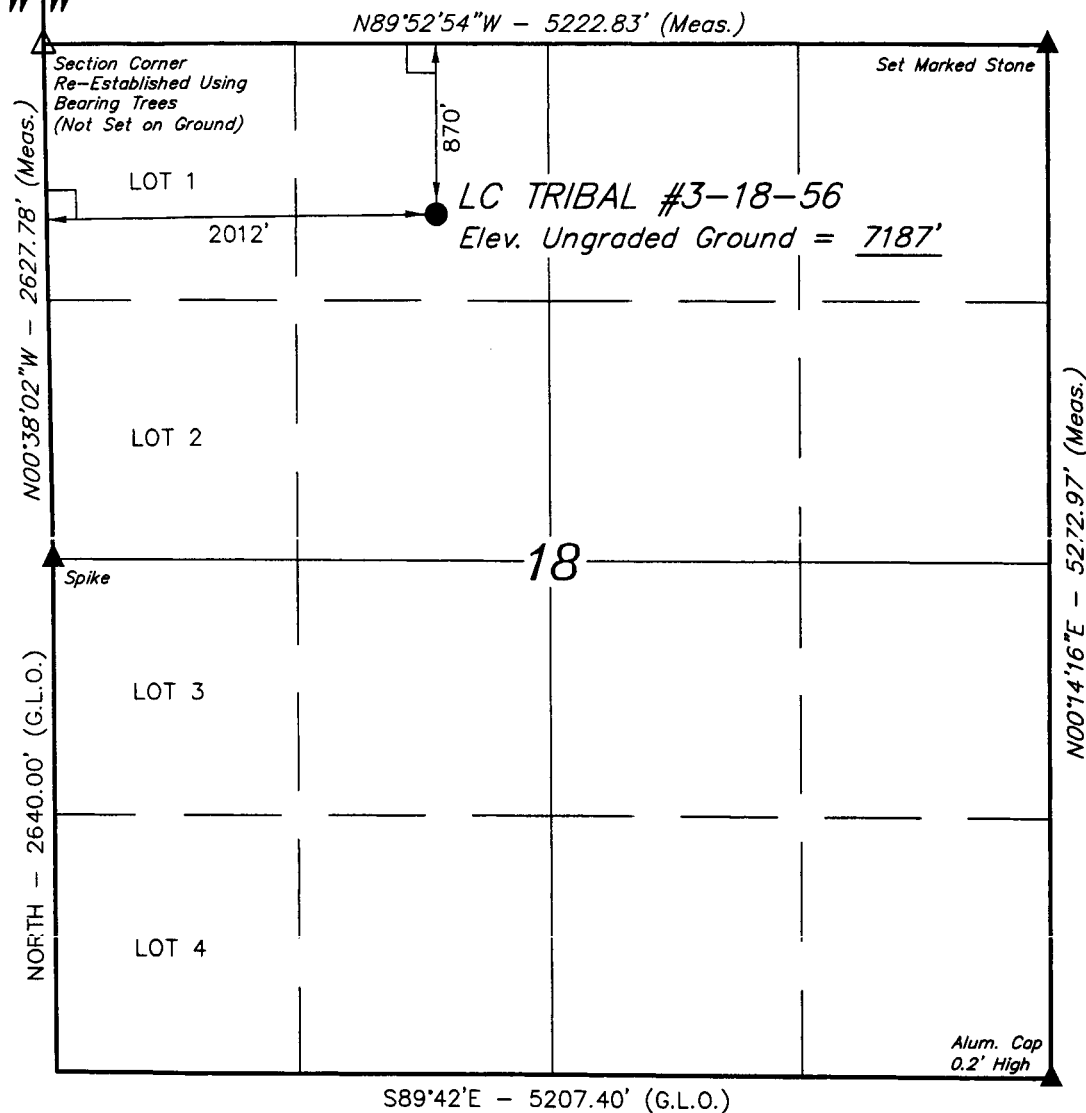 W W
N89°52'54"W – 5222.83' (Meas.)
Section Corner
Re-Established Using
Bearing Trees
(Not Set on Ground)
Set Marked Stone
870'
N00°38'02"W – 2627.78' (Meas.)
LOT 1
LC TRIBAL #3-18-56
2012'
Elev. Ungraded Ground = 7187'
LOT 2
N00°14'16"E – 5272.97' (Meas.)
18
Spike
NORTH – 2640.00' (G.L.O.)
LOT 3
LOT 4
Alum. Cap
0.2' High
S89°42'E – 5207.40' (G.L.O.)